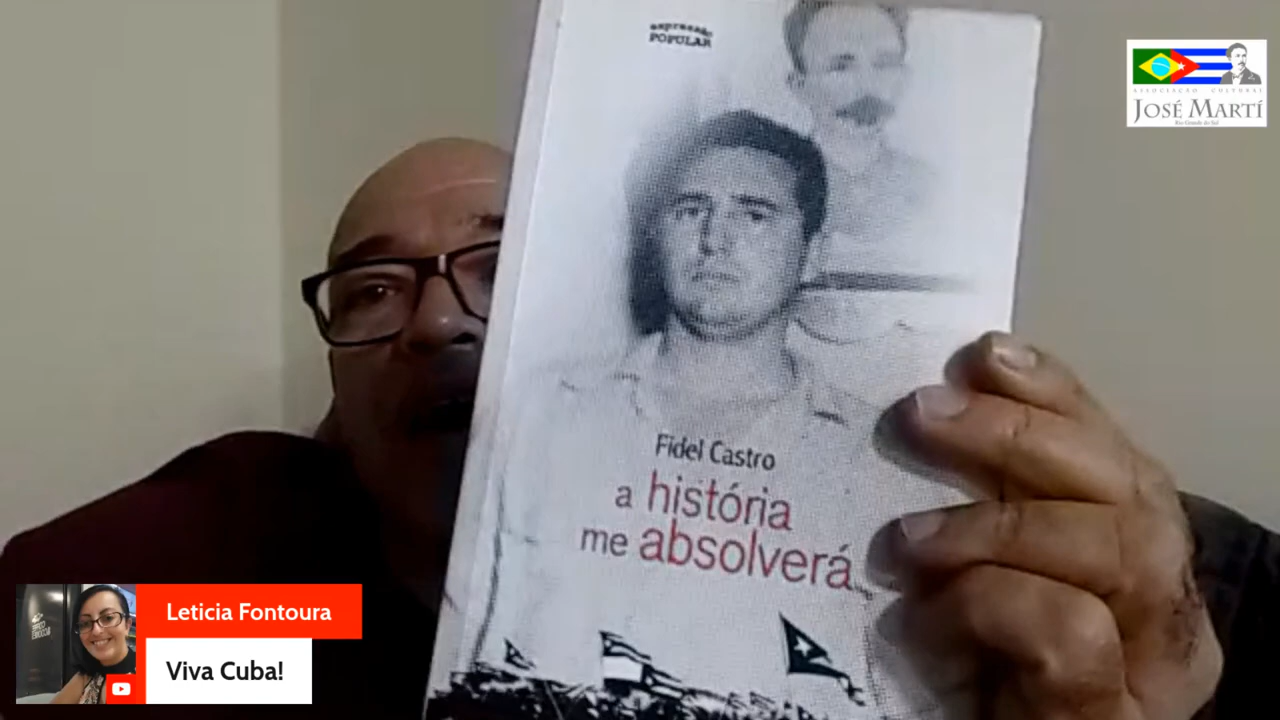 expressão
POPULAR
ASSOCIAÇÃO CULTURAL
JOSÉ MARTÍ
Rio Grande do Sul
Fidel Castro
a história
me absolverá
Leticia Fontoura
Viva Cuba!